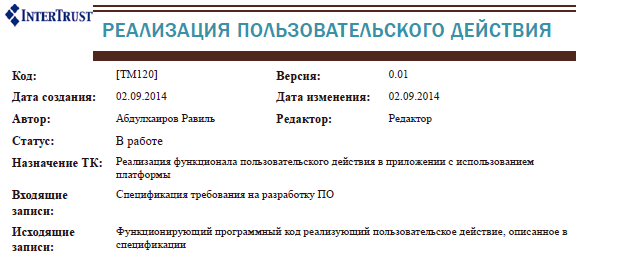 INTERTRUST
РЕАЛИЗАЦИЯ ПОЛЬЗОВАТЕЛЬСКОГО ДЕЙСТВИЯ
Код: [TM120] Версия: 0.01
Дата создания: 02.09.2014 Дата изменения: 02.09.2014
Автор: Абдулхаиров Равиль Редактор: Редактор
Статус: В работе
Назначение ТК: Реализация функционала пользовательского действия в приложении с использованием
платформы
Входящие Спецификация требования на разработку ПО
записи:
Исходящие Функционирующий программный код реализующий пользовательское действие, описанное в
записи: спецификации